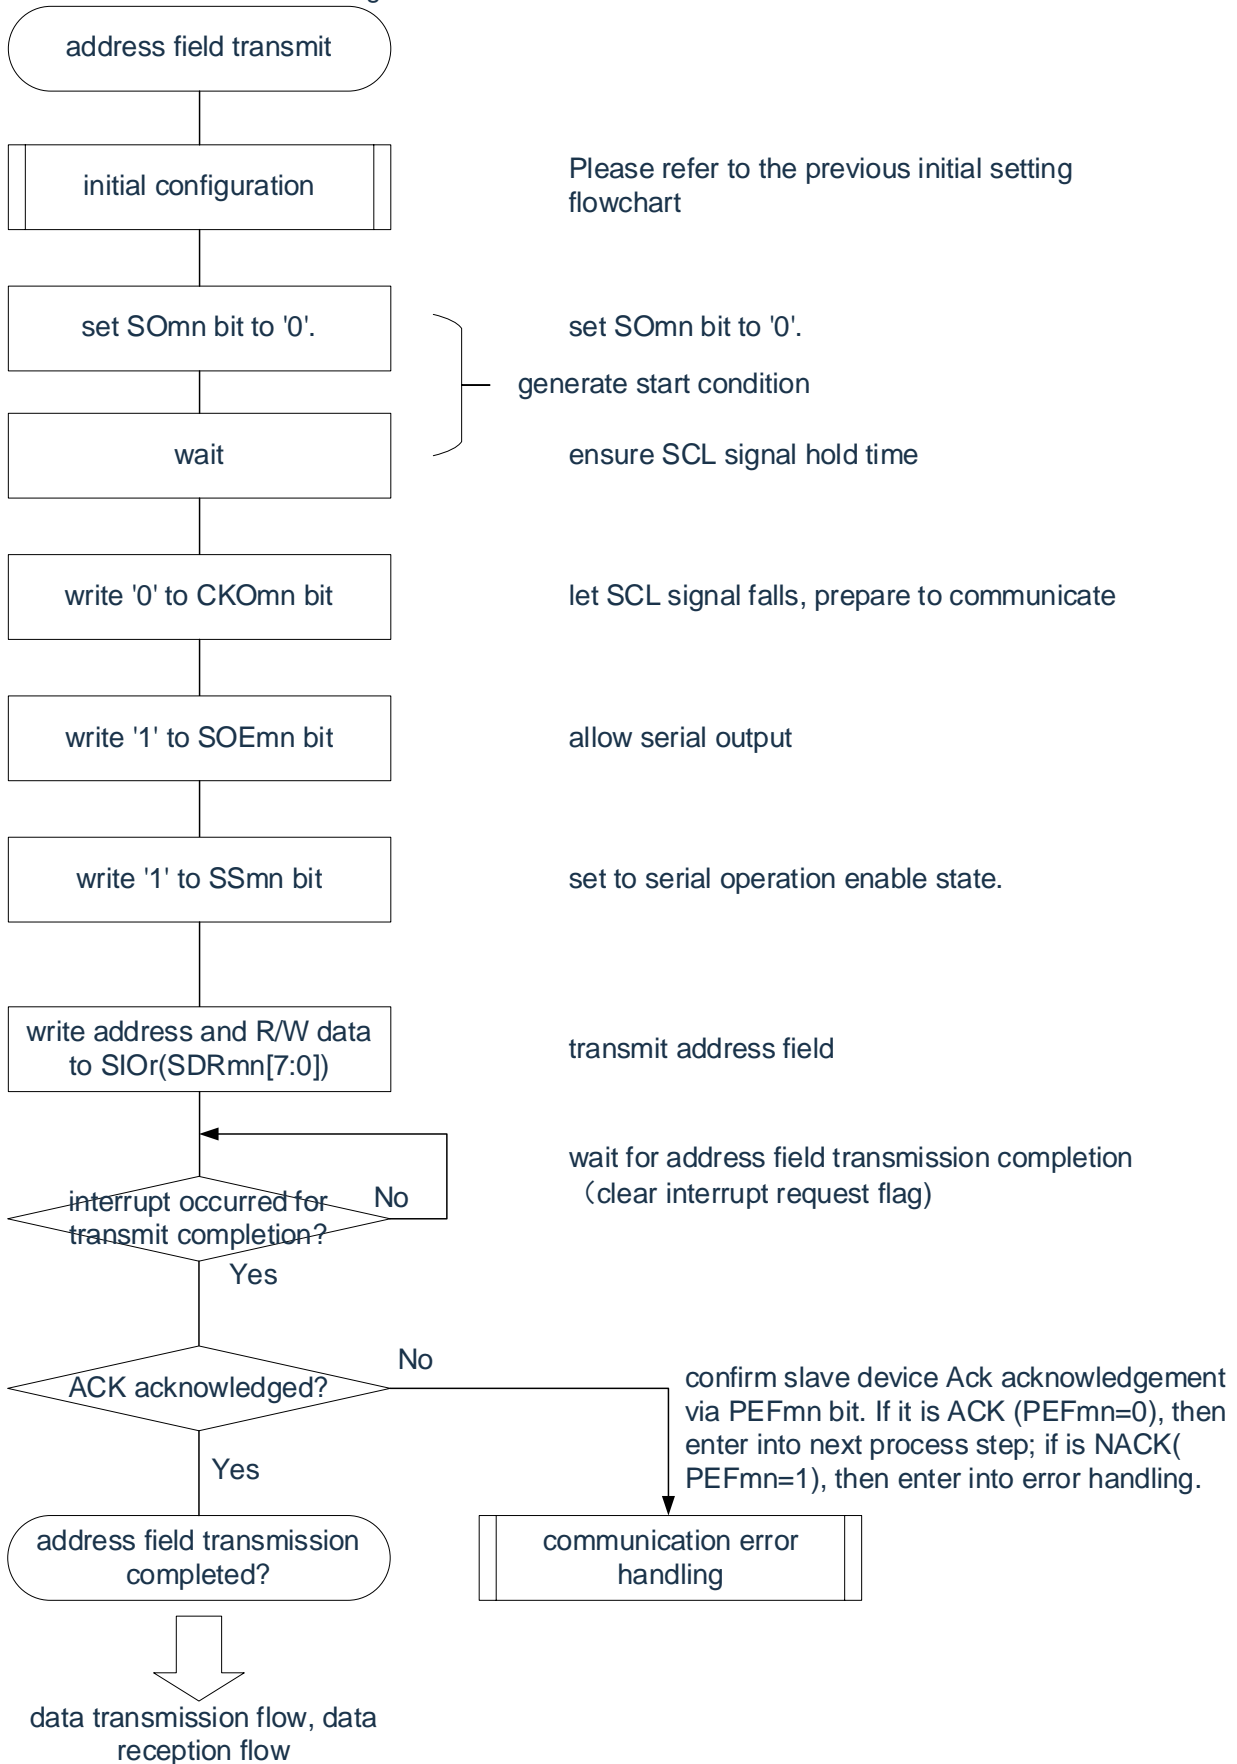 address field transmit
initial configuration
Please refer to the previous initial setting
flowchart
set SOmn bit to '0'.
set SOmn bit to '0'.
generate start condition
wait
ensure SCL signal hold time
write '0' to CKOmn bit
let SCL signal falls, prepare to communicate
write '1' to SOEmn bit
allow serial output
write '1' to SSmn bit
set to serial operation enable state.
write address and R/W data
to SIOr(SDRmn[7:0])
transmit address field
wait for address field transmission completion
（clear interrupt request flag)
interrupt occurred for
transmit completion?
No
Yes
ACK acknowledged?
No
confirm slave device Ack acknowledgement
via PEFmn bit. If it is ACK (PEFmn=0), then
enter into next process step; if is NACK(
PEFmn=1), then enter into error handling.
Yes
address field transmission
completed?
communication error
handling
data transmission flow, data
reception flow